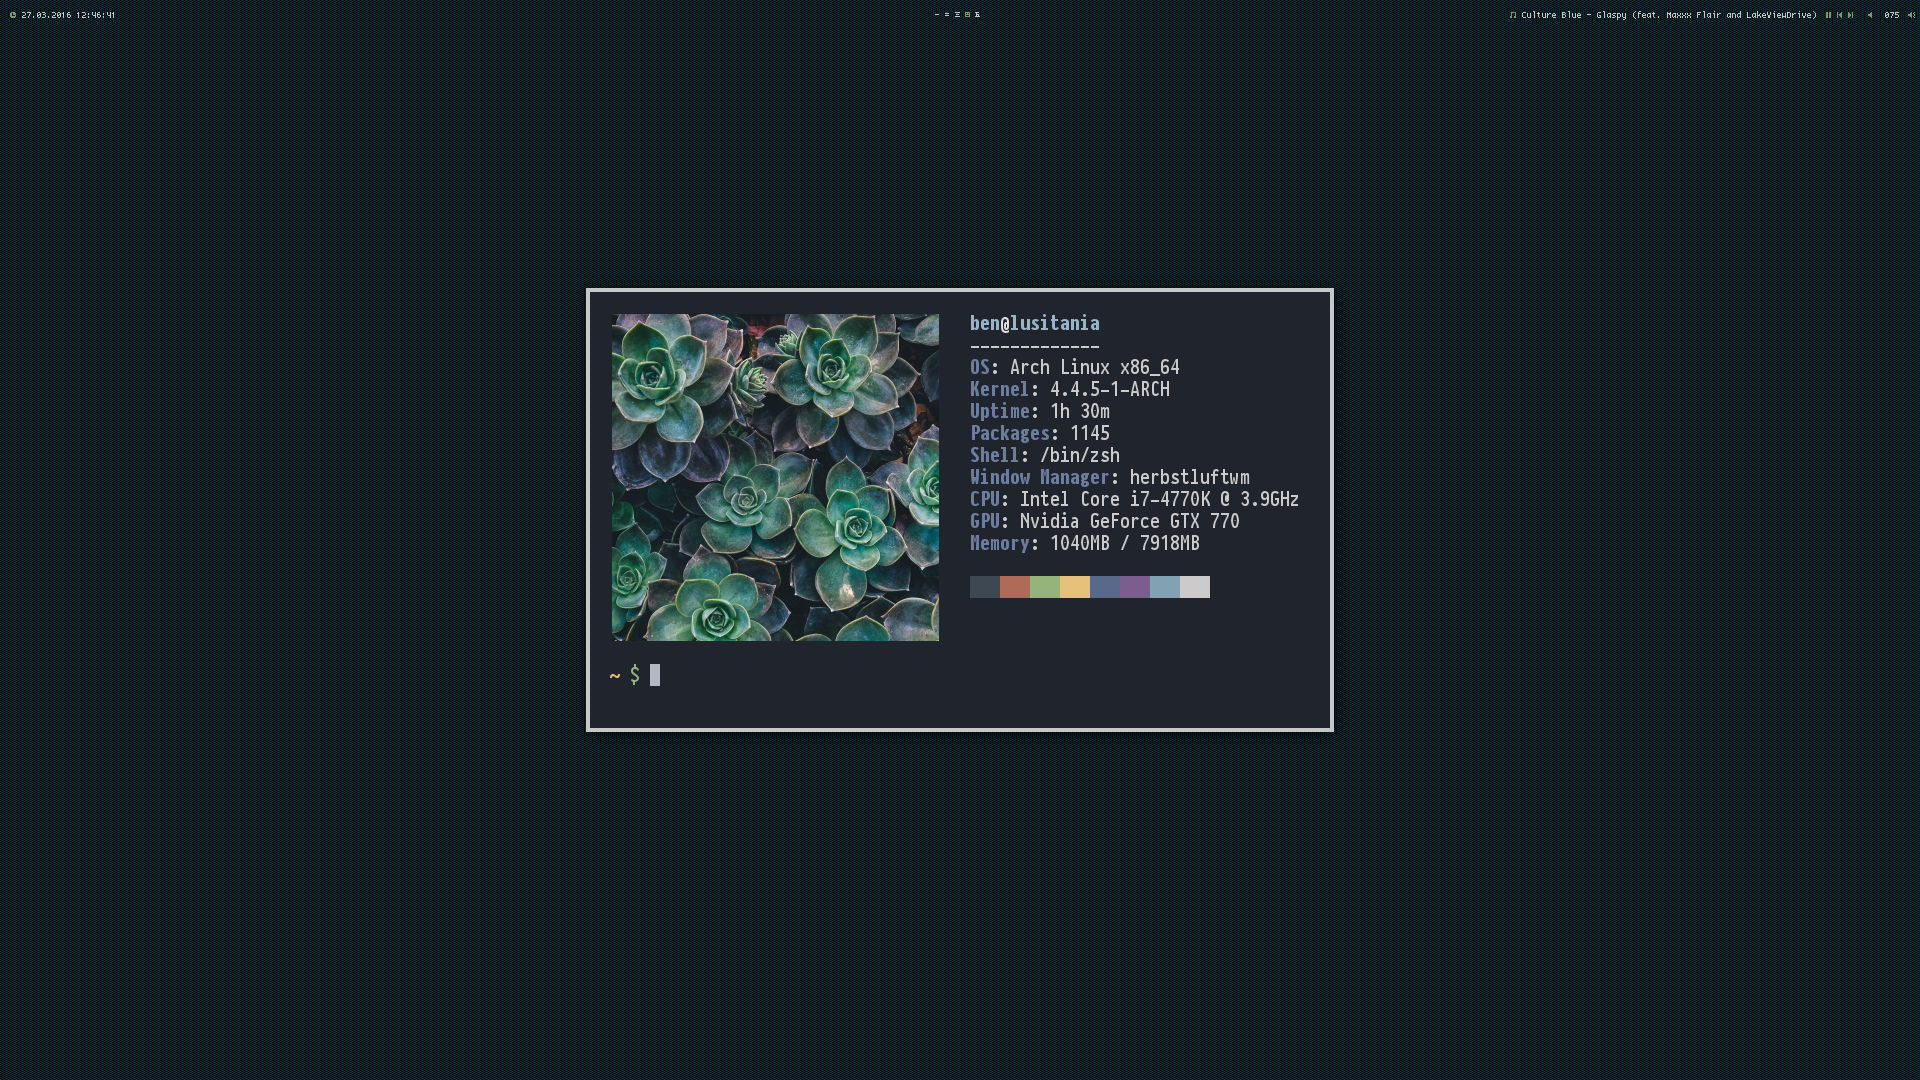 27.03.2016 12:46:41
Culture Blue - Glaspy (feat. Maxxx Flair and LakeViewDrive)
075
ben@lusitania
-------------
OS: Arch Linux x86_64
Kernel: 4.4.5-1-ARCH
Uptime: 1h 30m
Packages: 1145
Shell: /bin/zsh
Window Manager: herbstluftwm
CPU: Intel Core i7-4770K @ 3.9GHz
GPU: Nvidia GeForce GTX 770
Memory: 1040MB / 7918MB
~ $